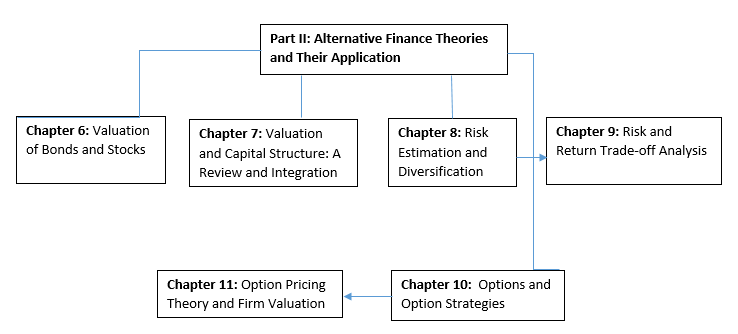 Part II: Alternative Finance Theories
and Their Application
Chapter 6: Valuation
of Bonds and Stocks
Chapter 7: Valuation
and Capital Structure: A
Review and Integration
Chapter 8: Risk
Estimation and
Diversification
Chapter 9: Risk and
Return Trade-off Analysis
Chapter 11: Option Pricing
Theory and Firm Valuation
Chapter 10: Options and
Option Strategies